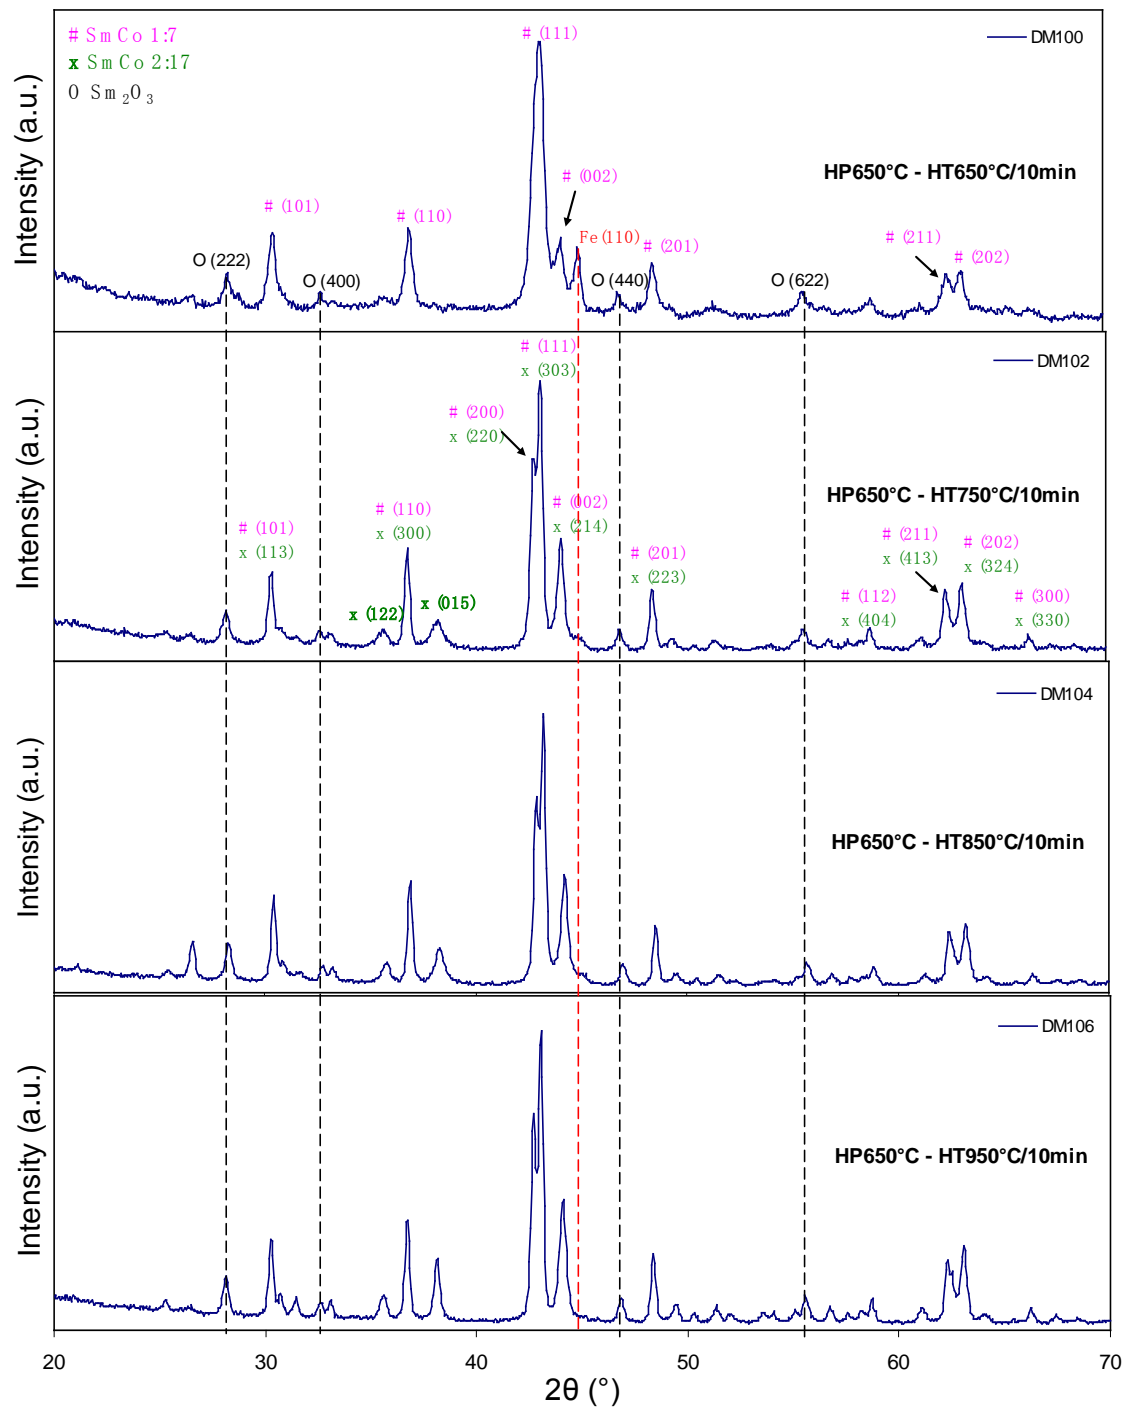 # SmCo 1:7
x SmCo 2:17
O Sm₂O₃
DM100
HP650°C - HT650°C/10min
Intensity (a.u.)
# (111)
# (002)
Fe(110)
# (101)
# (110)
O (222)
O (400)
O (440)
# (201)
O (622)
# (211)
# (202)
DM102
HP650°C - HT750°C/10min
Intensity (a.u.)
# (111)
x (303)
# (200)
x (220)
# (101)
x (113)
# (110)
x (300)
x (122)
x (015)
# (002)
x (214)
# (201)
x (223)
# (112)
x (404)
# (211)
x (413)
# (202)
x (324)
# (300)
x (330)
DM104
HP650°C - HT850°C/10min
Intensity (a.u.)
DM106
HP650°C - HT950°C/10min
Intensity (a.u.)
20 30 40 50 60 70
2θ (°)